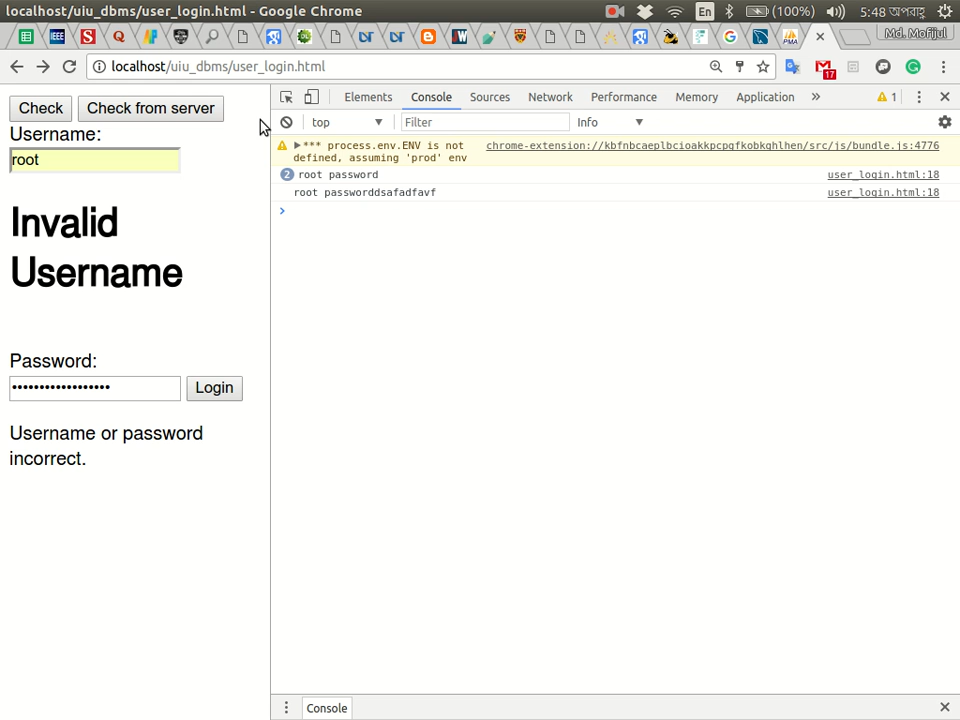 localhost/uiu_dbms/user_login.html - Google Chrome
En
(100%)
5:48 অপরাহ্ণ
Md. Mofijul
localhost/uiu_dbms/user_login.html
17
Check
Check from server
Username:
root
Invalid
Username
Password:
••••••••••••••••••
Login
Username or password
incorrect.
Elements Console Sources Network Performance Memory Application » 1
top
Filter
Info
*** process.env.ENV is not chrome-extension://kbfnbcaeplbcioakkpcpgfkobkghlhen/src/js/bundle.js:4776
defined, assuming 'prod' env
2 root password user_login.html:18
root passworddsafadfavf user_login.html:18
Console